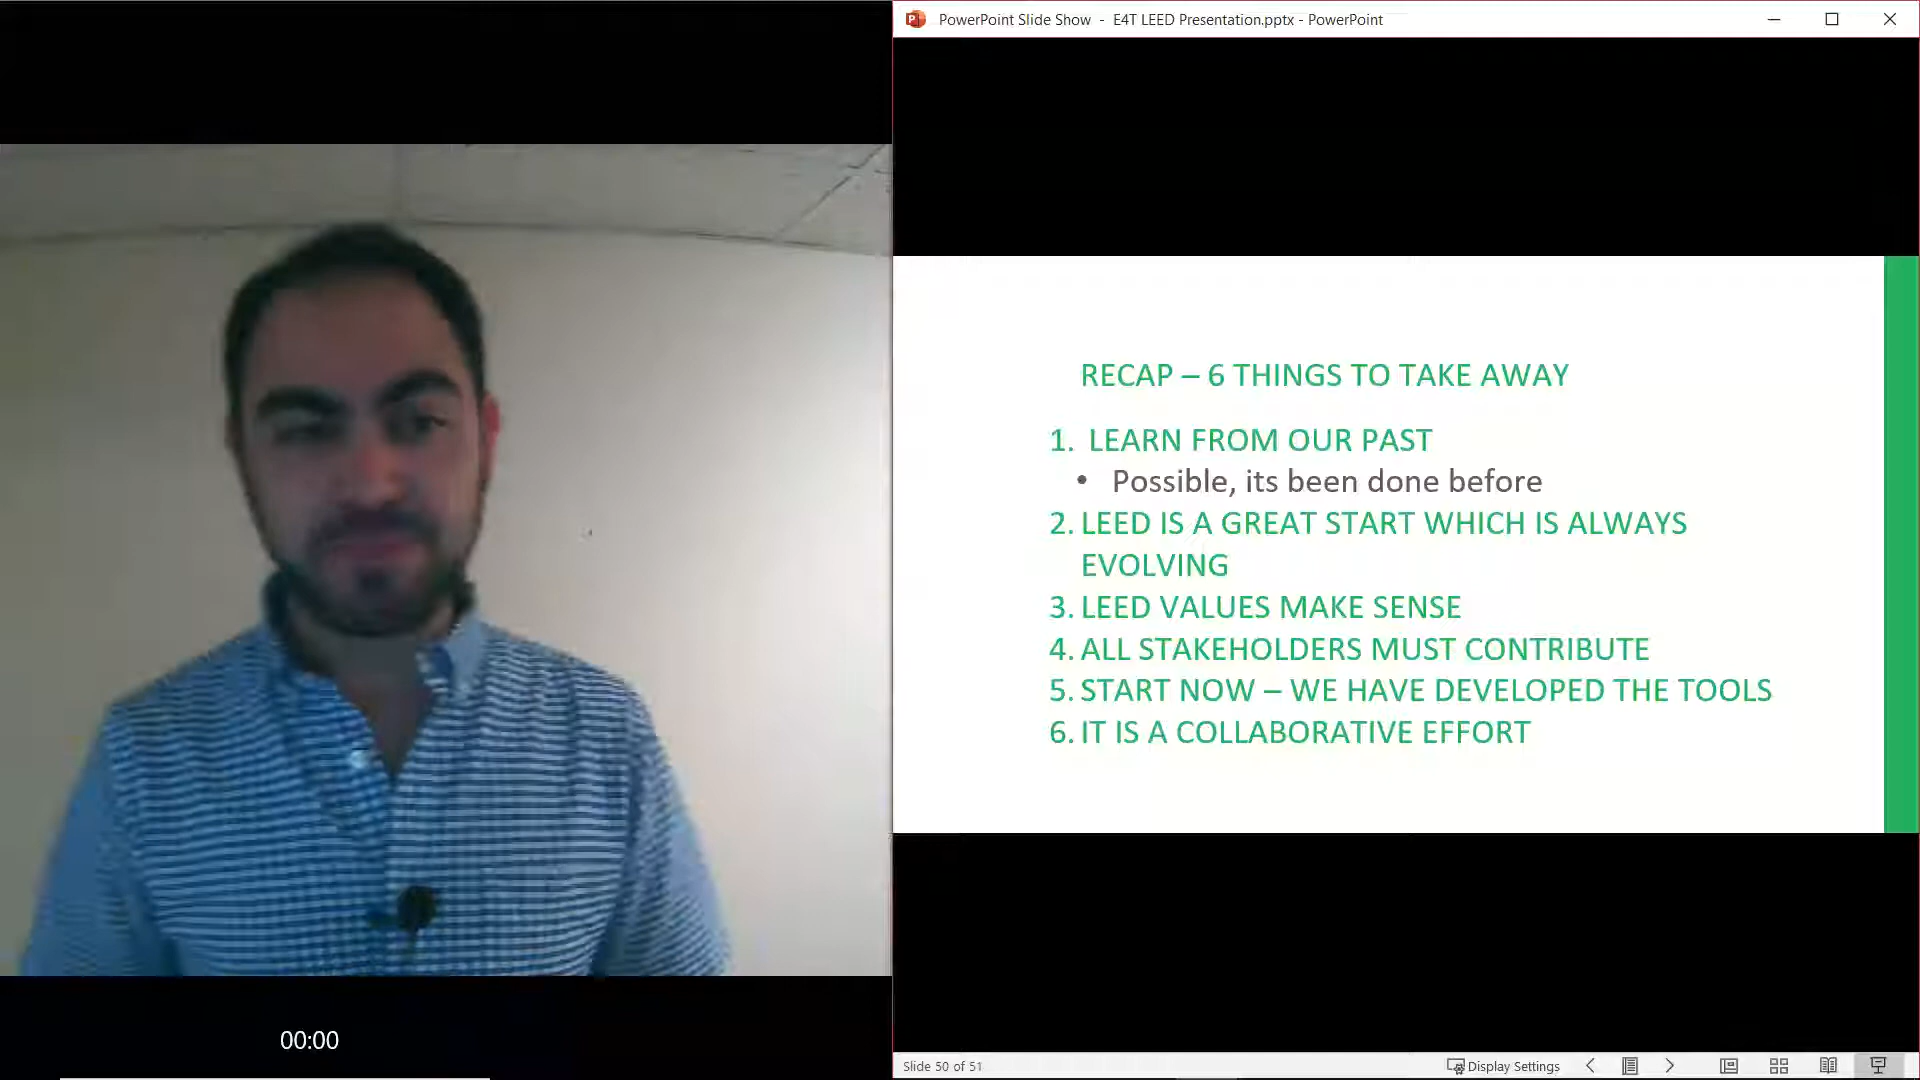 PowerPoint Slide Show - E4T LEED Presentation.pptx - PowerPoint
RECAP – 6 THINGS TO TAKE AWAY
1. LEARN FROM OUR PAST
• Possible, its been done before
2. LEED IS A GREAT START WHICH IS ALWAYS
EVOLVING
3. LEED VALUES MAKE SENSE
4. ALL STAKEHOLDERS MUST CONTRIBUTE
5. START NOW – WE HAVE DEVELOPED THE TOOLS
6. IT IS A COLLABORATIVE EFFORT
00:00
Slide 50 of 51
Display Settings